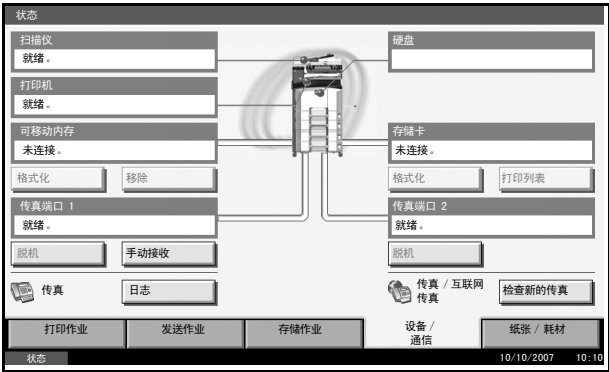 状态
扫描仪
就绪。
硬盘
打印机
就绪。
可移动内存
未连接。
存储卡
未连接。
格式化
移除
格式化
打印列表
传真端口 1
就绪。
传真端口 2
就绪。
脱机
手动接收
脱机
传真
日志
传真 / 互联网
传真
检查新的传真
打印作业
发送作业
存储作业
设备 /
通信
纸张 / 耗材
状态
10/10/2007 10:10